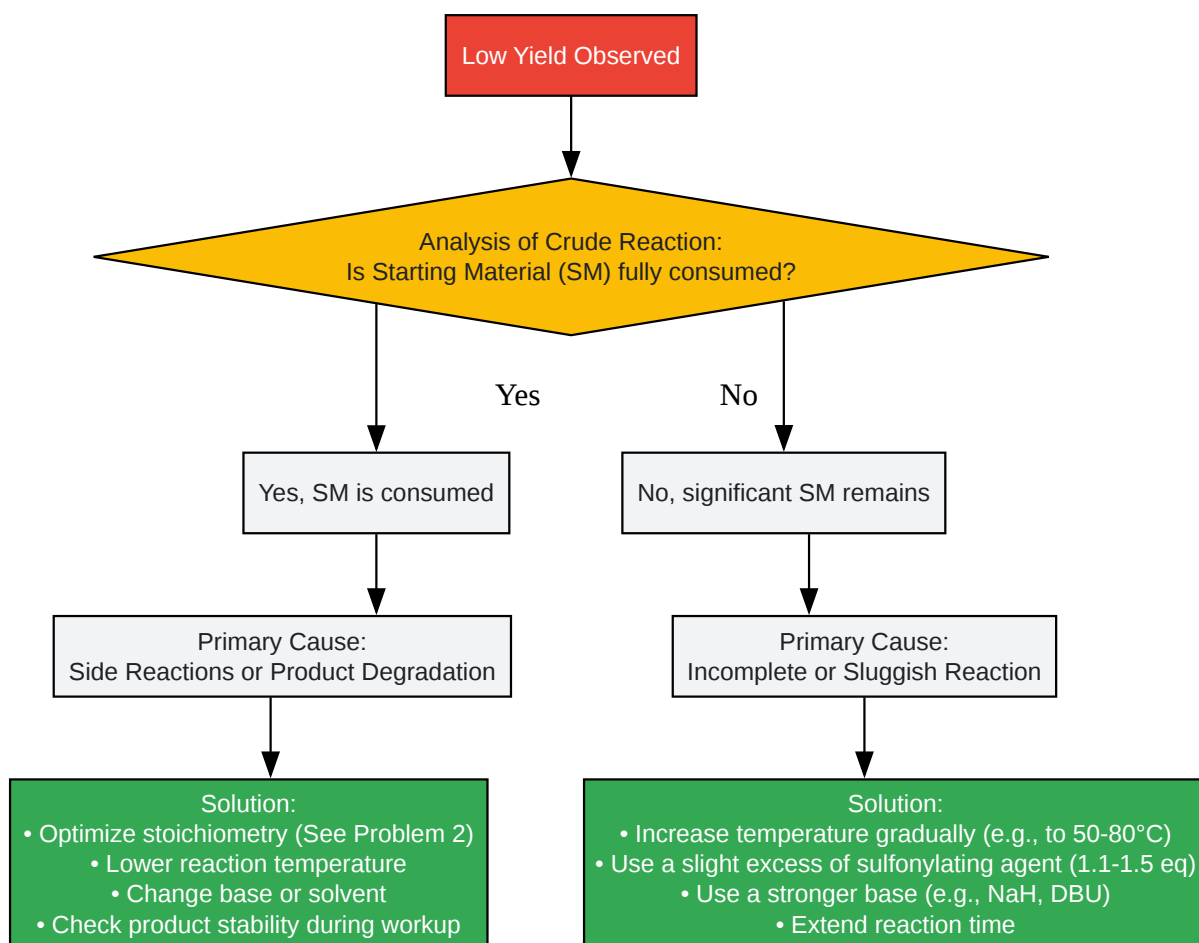 Low Yield Observed
Analysis of Crude Reaction:
Is Starting Material (SM) fully consumed?
Yes
No
Yes, SM is consumed
No, significant SM remains
Primary Cause:
Side Reactions or Product Degradation
Primary Cause:
Incomplete or Sluggish Reaction
Solution:
• Optimize stoichiometry (See Problem 2)
• Lower reaction temperature
• Change base or solvent
• Check product stability during workup
Solution:
• Increase temperature gradually (e.g., to 50-80°C)
• Use a slight excess of sulfonylating agent (1.1-1.5 eq)
• Use a stronger base (e.g., NaH, DBU)
• Extend reaction time